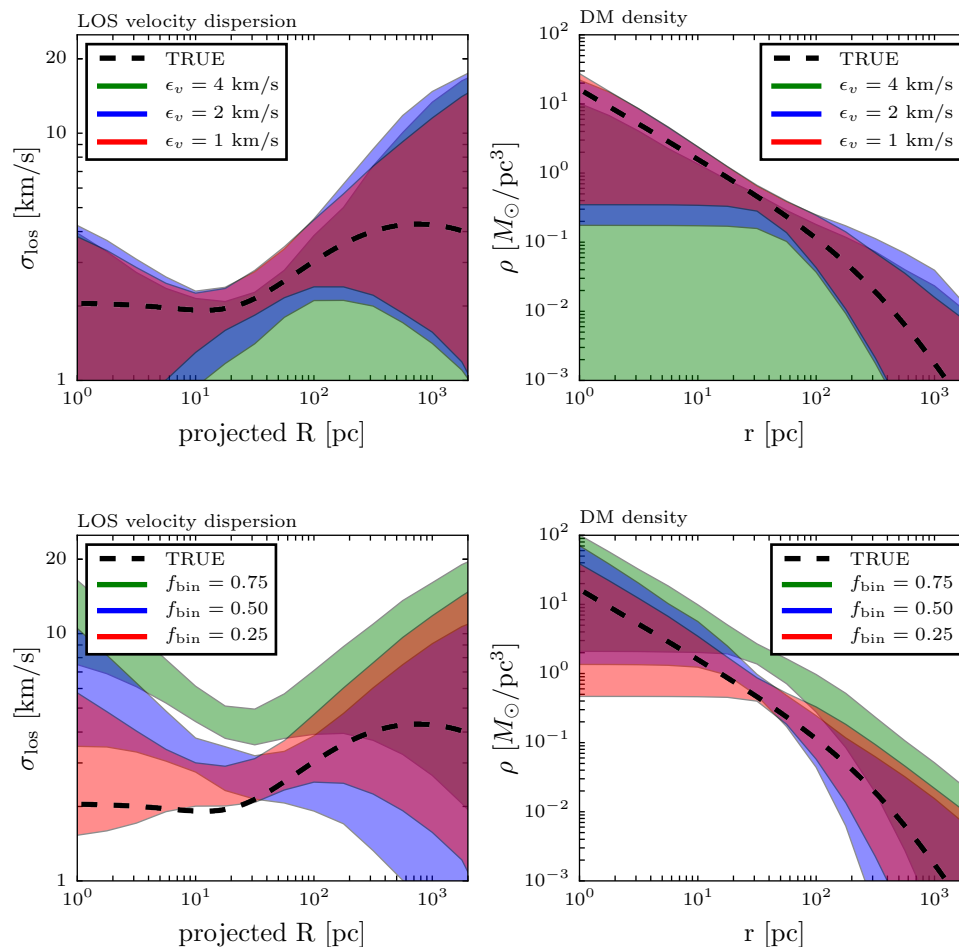 LOS velocity dispersion
20
10
1
σ_los [km/s]
TRUE
ϵ_v = 4 km/s
ϵ_v = 2 km/s
ϵ_v = 1 km/s
10^0 10^1 10^2 10^3
projected R [pc]
DM density
10^2
10^1
10^0
10^−1
10^−2
10^−3
ρ [M_⊙/pc^3]
TRUE
ϵ_v = 4 km/s
ϵ_v = 2 km/s
ϵ_v = 1 km/s
10^0 10^1 10^2 10^3
r [pc]
LOS velocity dispersion
20
10
1
σ_los [km/s]
TRUE
f_bin = 0.75
f_bin = 0.50
f_bin = 0.25
10^0 10^1 10^2 10^3
projected R [pc]
DM density
10^2
10^1
10^0
10^−1
10^−2
10^−3
ρ [M_⊙/pc^3]
TRUE
f_bin = 0.75
f_bin = 0.50
f_bin = 0.25
10^0 10^1 10^2 10^3
r [pc]